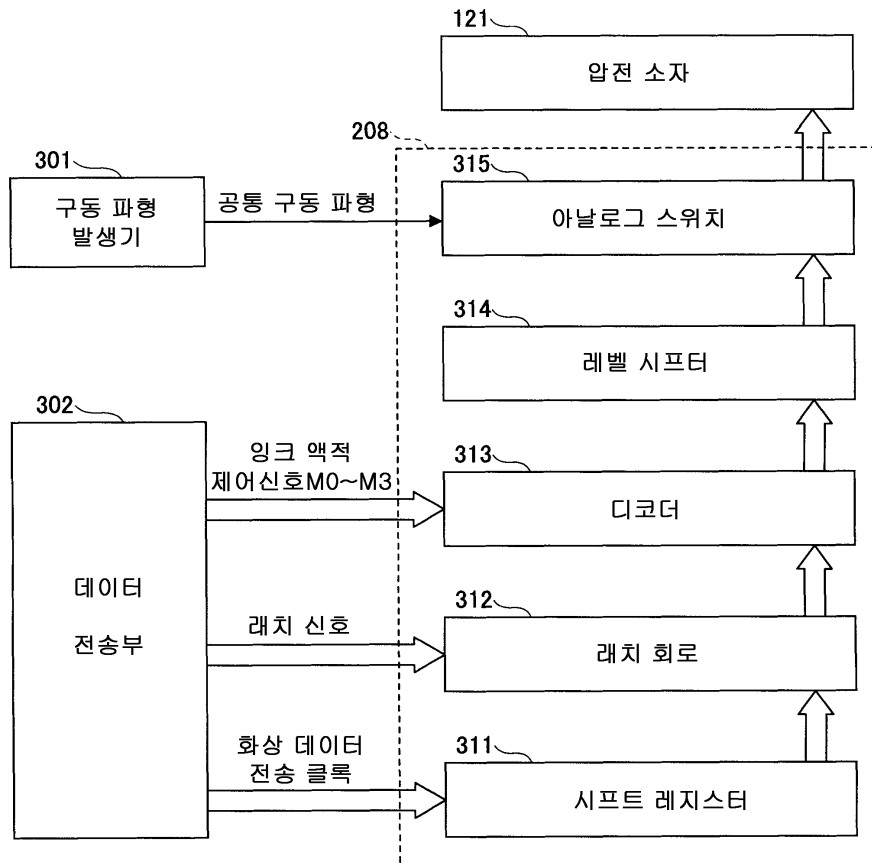 121
압전 소자
208
301
구동 파형
발생기
공통 구동 파형
315
아날로그 스위치
314
레벨 시프터
302
데이터
전송부
잉크 액적
제어신호M0~M3
313
디코더
래치 신호
312
래치 회로
화상 데이터
전송 클록
311
시프트 레지스터